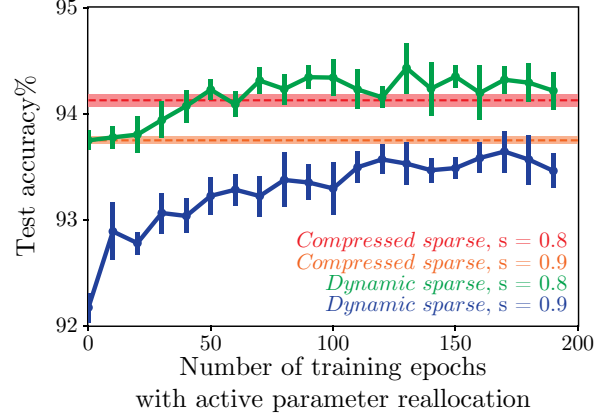 95
94
93
92
Test accuracy%
Compressed sparse, s = 0.8
Compressed sparse, s = 0.9
Dynamic sparse, s = 0.8
Dynamic sparse, s = 0.9
0 50 100 150 200
Number of training epochs
with active parameter reallocation